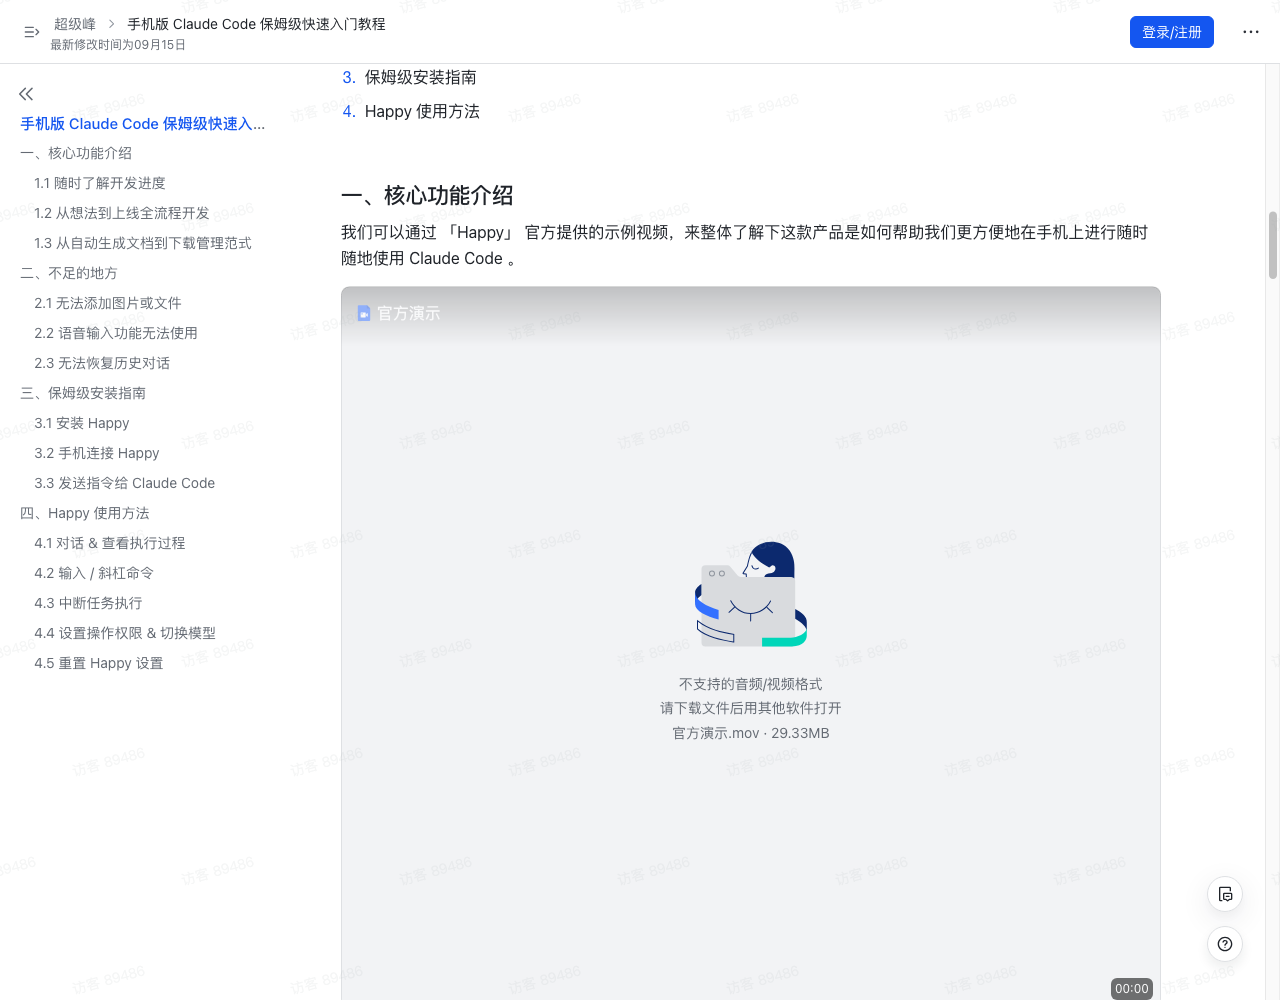 超级峰 > 手机版 Claude Code 保姆级快速入门教程
最新修改时间为09月15日
登录/注册
手机版 Claude Code 保姆级快速入...
一、核心功能介绍
1.1 随时了解开发进度
1.2 从想法到上线全流程开发
1.3 从自动生成文档到下载管理范式
二、不足的地方
2.1 无法添加图片或文件
2.2 语音输入功能无法使用
2.3 无法恢复历史对话
三、保姆级安装指南
3.1 安装 Happy
3.2 手机连接 Happy
3.3 发送指令给 Claude Code
四、Happy 使用方法
4.1 对话 & 查看执行过程
4.2 输入 / 斜杠命令
4.3 中断任务执行
4.4 设置操作权限 & 切换模型
4.5 重置 Happy 设置
3. 保姆级安装指南
4. Happy 使用方法
一、核心功能介绍
我们可以通过 「Happy」 官方提供的示例视频，来整体了解下这款产品是如何帮助我们更方便地在手机上进行随时
随地使用 Claude Code 。
官方演示
不支持的音频/视频格式
请下载文件后用其他软件打开
官方演示.mov · 29.33MB
00:00
访客 89486